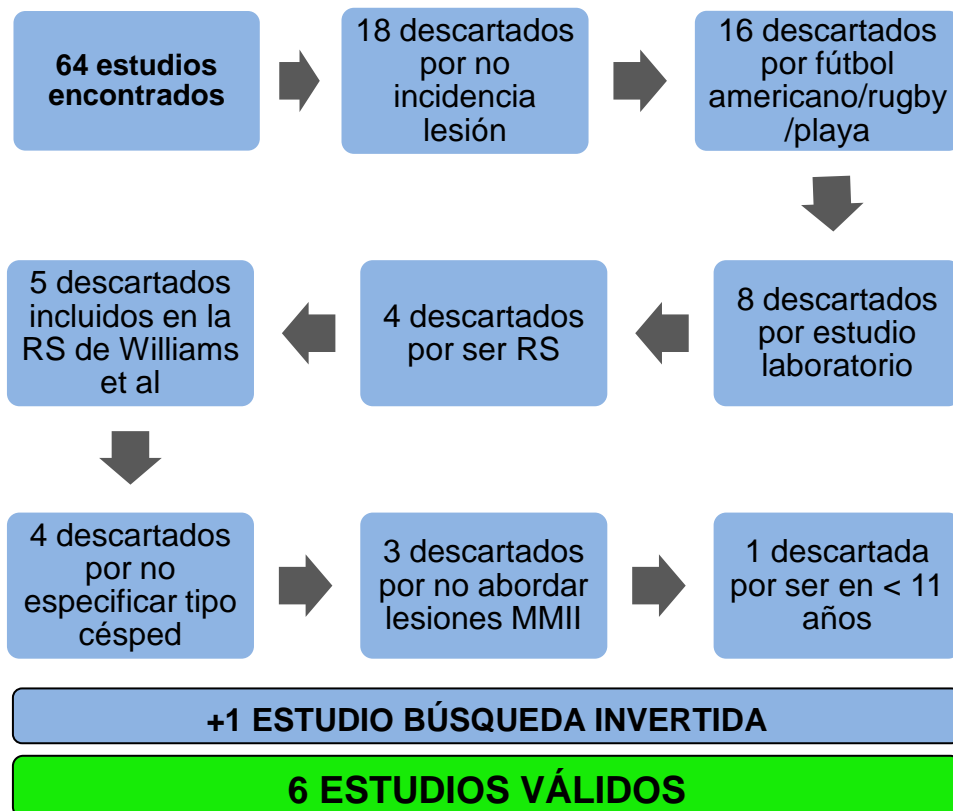 64 estudios
encontrados
18 descartados
por no
incidencia
lesión
16 descartados
por fútbol
americano/rugby
/playa
8 descartados
por estudio
laboratorio
4 descartados
por ser RS
5 descartados
incluidos en la
RS de Williams
et al
4 descartados
por no
especificar tipo
césped
3 descartados
por no abordar
lesiones MMII
1 descartada
por ser en < 11
años
+1 ESTUDIO BÚSQUEDA INVERTIDA
6 ESTUDIOS VÁLIDOS